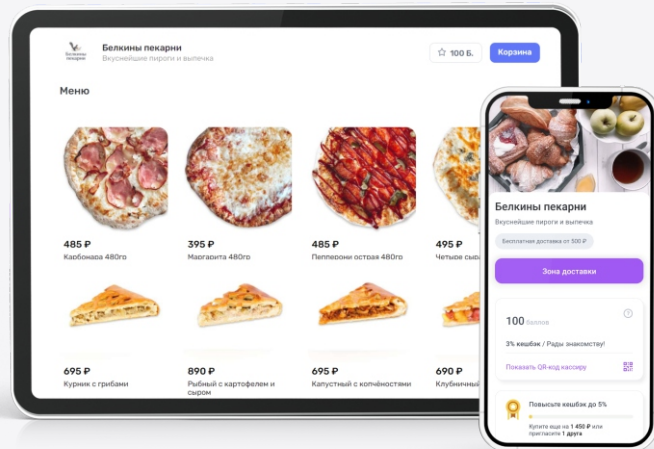 Белкины пекарни
Белкины пекарни
Вкуснейшие пироги и выпечка
100 Б.
Корзина
Меню
485 ₽
Карбонара 480гр
395 ₽
Маргарита 480гр
485 ₽
Пепперони острая 480гр
495 ₽
Четыре сыра
695 ₽
Курник с грибами
890 ₽
Рыбный с картофелем и
сыром
695 ₽
Капустный с копчёностями
690 ₽
Клубничный
Белкины пекарни
Вкуснейшие пироги и выпечка
Бесплатная доставка от 500 ₽
Зона доставки
100 баллов
3% кешбэк / Рады знакомству!
Показать QR-код кассиру
Повысьте кешбэк до 5%
Купите еще на 1 450 ₽ или
пригласите 1 друга